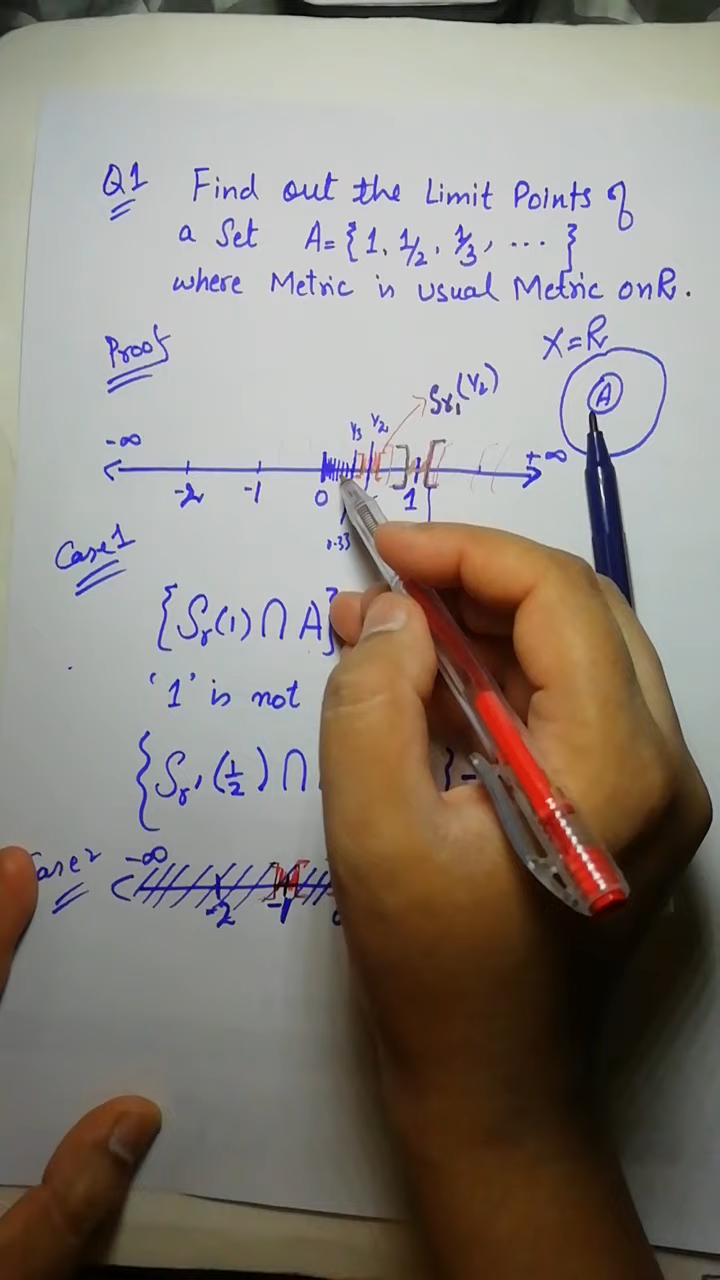 Q1 Find out the Limit Points of
a Set A = {1, 1/2, 1/3, ... }
where Metric is usual Metric on R.
Proof
X = R
A
Sr₁(1/2)
1/3 1/2
-∞ +∞
-2 -1 0 1
0.33
Case 1
{Sr(1) ∩ A}
'1' is not
{Sr₁(1/2) ∩ } -
Case 2 -∞
-2 -1